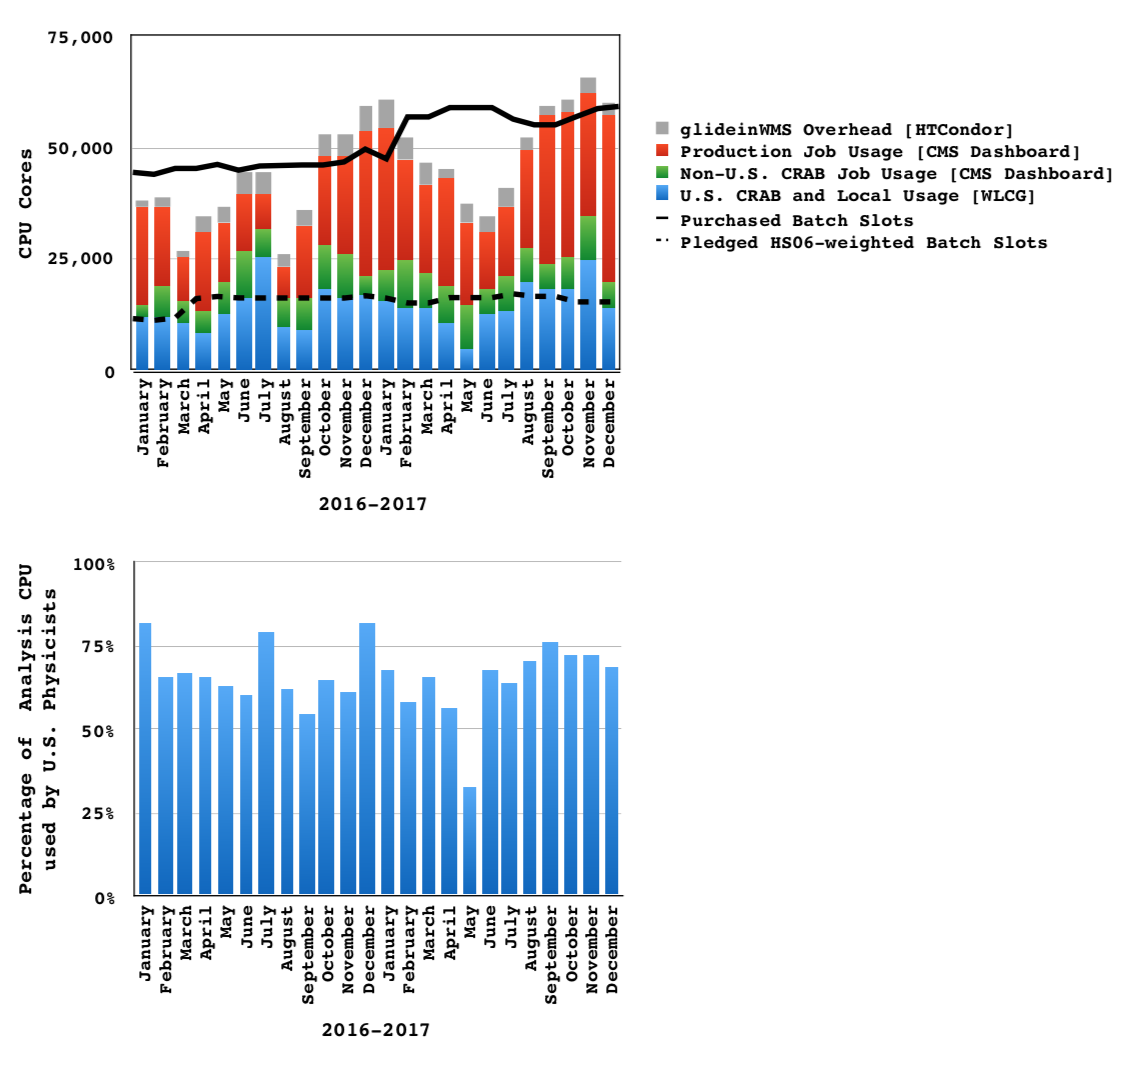 75,000
50,000
25,000
0
CPU Cores
January
February
March
April
May
June
July
August
September
October
November
December
January
February
March
April
May
June
July
August
September
October
November
December
2016–2017
glideinWMS Overhead [HTCondor]
Production Job Usage [CMS Dashboard]
Non-U.S. CRAB Job Usage [CMS Dashboard]
U.S. CRAB and Local Usage [WLCG]
Purchased Batch Slots
Pledged HS06-weighted Batch Slots
100%
75%
50%
25%
0%
Percentage of Analysis CPU
used by U.S. Physicists
January
February
March
April
May
June
July
August
September
October
November
December
January
February
March
April
May
June
July
August
September
October
November
December
2016–2017